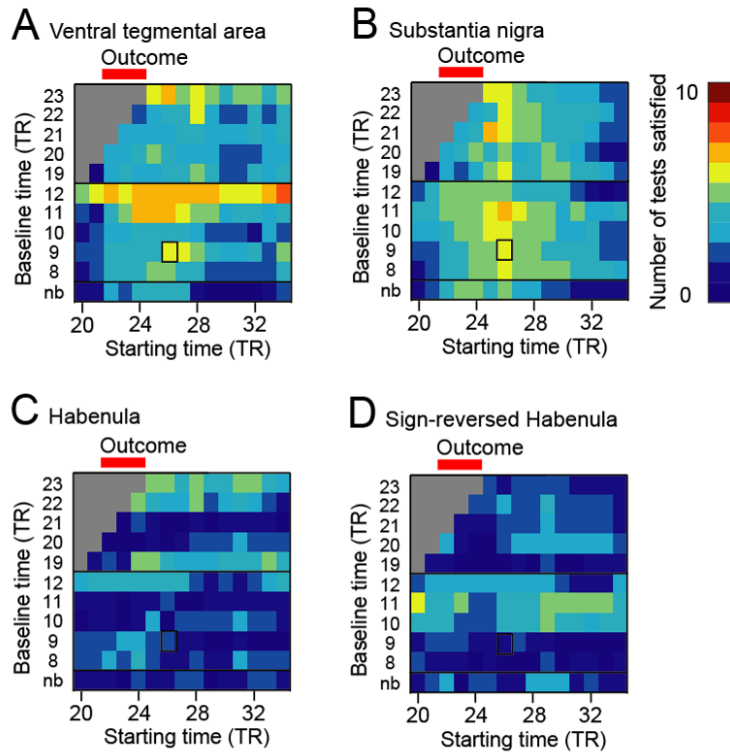 A Ventral tegmental area
Outcome
Baseline time (TR)
23
22
21
20
19
12
11
10
9
8
nb
20 24 28 32
Starting time (TR)
B Substantia nigra
Outcome
Baseline time (TR)
23
22
21
20
19
12
11
10
9
8
nb
20 24 28 32
Starting time (TR)
Number of tests satisfied
10
0
C Habenula
Outcome
Baseline time (TR)
23
22
21
20
19
12
11
10
9
8
nb
20 24 28 32
Starting time (TR)
D Sign-reversed Habenula
Outcome
Baseline time (TR)
23
22
21
20
19
12
11
10
9
8
nb
20 24 28 32
Starting time (TR)